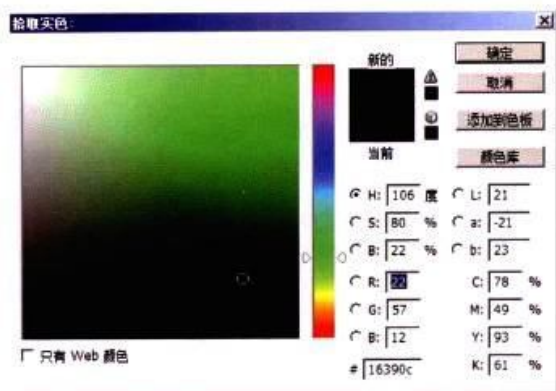 拾取实色:
新的
当前
确定
取消
添加到色板
颜色库
H: 106 度
S: 80 %
B: 22 %
R: 22
G: 57
B: 12
# 16390c
L: 21
a: -21
b: 23
C: 78 %
M: 49 %
Y: 93 %
K: 61 %
只有 Web 颜色